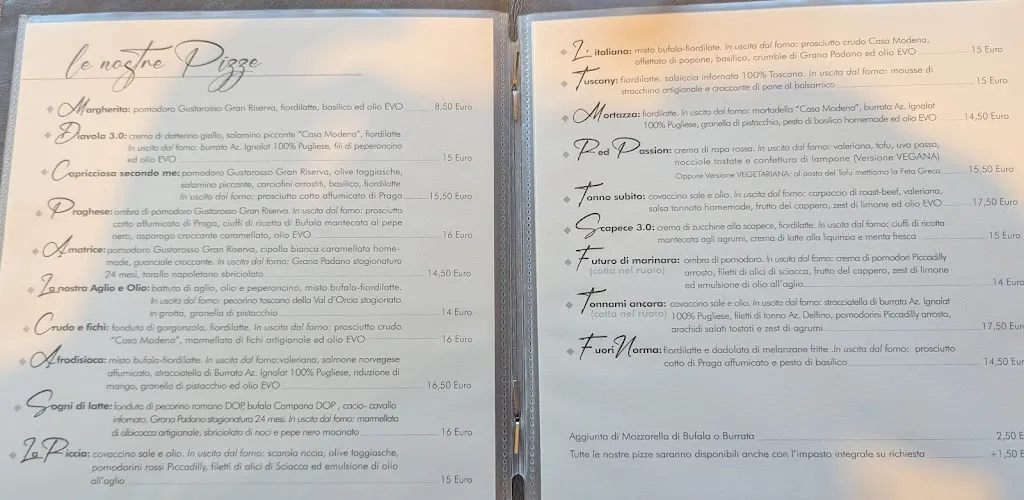 le nostre Pizze
Margherita: pomodoro Gustarosso Gran Riserva, fiordilatte, basilico ed olio EVO 8,50 Euro
Diavola 3.0: crema di datterino giallo, salamino piccante "Casa Modena", fiordilatte.
In uscita dal forno: burrata Az. Ignalat 100% Pugliese, fili di peperoncino
ed olio EVO 15 Euro
Capricciosa secondo me: pomodoro Gustarosso Gran Riserva, olive taggiasche,
salamino piccante, carciofini arrostiti, basilico, fiordilatte.
In uscita dal forno: prosciutto cotto affumicato di Praga 15,50 Euro
Praghese: ombra di pomodoro Gustarosso Gran Riserva. In uscita dal forno: prosciutto
cotto affumicato di Praga, ciuffi di ricotta di Bufala mantecata al pepe
nero, asparago croccante caramellato, olio EVO 16 Euro
Amatrice: pomodoro Gustarosso Gran Riserva, cipolla bianca caramellata home-
made, guanciale croccante. In uscita dal forno: Grana Padano stagionatura
24 mesi, tarallo napoletano sbriciolato 14,50 Euro
La nostra Aglio e Olio: battuto di aglio, olio e peperoncino, misto bufala-fiordilatte.
In uscita dal forno: pecorino toscano della Val d'Orcia stagionato
in grotta, granella di pistacchio 14 Euro
Crudo e fichi: fonduta di gorgonzola, fiordilatte. In uscita dal forno: prosciutto crudo
"Casa Modena", marmellata di fichi artigianale ed olio EVO 16 Euro
Afrodisiaca: misto bufala-fiordilatte. In uscita dal forno:valeriana, salmone norvegese
affumicato, stracciatella di Burrata Az. Ignalat 100% Pugliese, riduzione di
mango, granella di pistacchio ed olio EVO 16,50 Euro
Sogni di latte: fonduta di pecorino romano DOP, bufala Campana DOP , cacio- cavallo
infornato, Grana Padano stagionatura 24 mesi. In uscita dal forno: marmellata
di albicocca artigianale, sbriciolata di noci e pepe nero macinato 16 Euro
La Riccia: covaccino sale e olio. In uscita dal forno: scarola riccia, olive taggiasche,
pomodorini rossi Piccadilly, filetti di alici di Sciacca ed emulsione di olio
all'aglio 15 Euro
L' italiana: misto bufala-fiordilatte. In uscita dal forno: prosciutto crudo Casa Modena,
affettato di popone, basilico, crumble di Grana Padano ed olio EVO 15 Euro
Tuscany: fiordilatte, salsiccia infornata 100% Toscana. In uscita dal forno: mousse di
stracchino artigianale e croccante di pane al balsamico 15 Euro
Mortazza: fiordilatte. In uscita dal forno: mortadella "Casa Modena", burrata Az. Ignalat
100% Pugliese, granella di pistacchio, pesto di basilico homemade ed olio EVO 14,50 Euro
Red Passion: crema di rapa rossa. In uscita dal forno: valeriana, tofu, uva passa,
nocciole tostate e confettura di lampone (Versione VEGANA)
Oppure Versione VEGETARIANA: al posto del Tofu mettiamo la Feta Greca 15,50 Euro
Tonno subito: covaccino sale e olio. In uscita dal forno: carpaccio di roast-beef, valeriana,
salsa tonnata homemade, frutto del cappero, zest di limone ed olio EVO 17,50 Euro
Scapece 3.0: crema di zucchine alla scapece, fiordilatte. In uscita dal forno: ciuffi di ricotta
mantecata agli agrumi, crema di latte alla liquirizia e menta fresca 15 Euro
Futuro di marinara: ombra di pomodoro. In uscita dal forno: crema di pomodori Piccadilly
(cotta nel ruoto) arrosto, filetti di alici di sciacca, frutto del cappero, zest di limone
ed emulsione di olio all'aglio 14 Euro
Tonnami ancora: covaccino sale e olio. In uscita dal forno: stracciatella di burrata Az. Ignalat
(cotta nel ruoto) 100% Pugliese, filetti di tonno Az. Delfino, pomodorini Piccadilly arrosto,
arachidi salati tostati e zest di agrumi 17,50 Euro
Fuori Norma: fiordilatte e dadolata di melanzane fritte .In uscita dal forno: prosciutto
cotto di Praga affumicato e pesto di basilico 14,50 Euro
Aggiunta di Mozzarella di Bufala o Burrata 2,50 E
Tutte le nostre pizze saranno disponibili anche con l'impasto integrale su richiesta +1,50 E